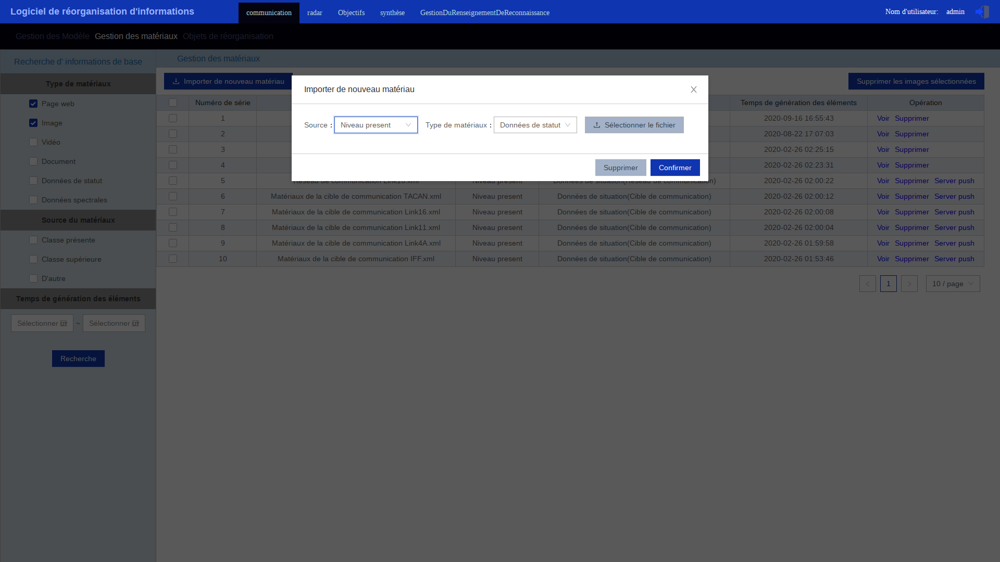 Logiciel de réorganisation d'informations
communication radar Objectifs synthèse GestionDuRenseignementDeReconnaissance
Nom d'utilisateur: admin
Gestion des Modèle Gestion des matériaux Objets de réorganisation
Recherche d' informations de base
Type de matériaux
Page web
Image
Vidéo
Document
Données de statut
Données spectrales
Source du matériaux
Classe présente
Classe supérieure
D'autre
Temps de génération des éléments
Sélectionner ~ Sélectionner
Recherche
Gestion des matériaux
Importer de nouveau matériau
Supprimer les images sélectionnées
Importer de nouveau matériau
Source : Niveau present Type de matériaux : Données de statut Sélectionner le fichier
Supprimer Confirmer
Numéro de série Temps de génération des éléments Opération
1 2020-09-16 16:55:43 Voir Supprimer
2 2020-08-22 17:07:03 Voir Supprimer
3 2020-02-26 02:25:15 Voir Supprimer
4 2020-02-26 02:23:31 Voir Supprimer
5 Réseau de communication Link16.xml Niveau present Données de situation(Réseau de communication) 2020-02-26 02:00:22 Voir Supprimer Server push
6 Matériaux de la cible de communication TACAN.xml Niveau present Données de situation(Cible de communication) 2020-02-26 02:00:12 Voir Supprimer Server push
7 Matériaux de la cible de communication Link16.xml Niveau present Données de situation(Cible de communication) 2020-02-26 02:00:08 Voir Supprimer Server push
8 Matériaux de la cible de communication Link11.xml Niveau present Données de situation(Cible de communication) 2020-02-26 02:00:04 Voir Supprimer Server push
9 Matériaux de la cible de communication Link4A.xml Niveau present Données de situation(Cible de communication) 2020-02-26 01:59:58 Voir Supprimer Server push
10 Matériaux de la cible de communication IFF.xml Niveau present Données de situation(Cible de communication) 2020-02-26 01:53:46 Voir Supprimer Server push
1 10 / page